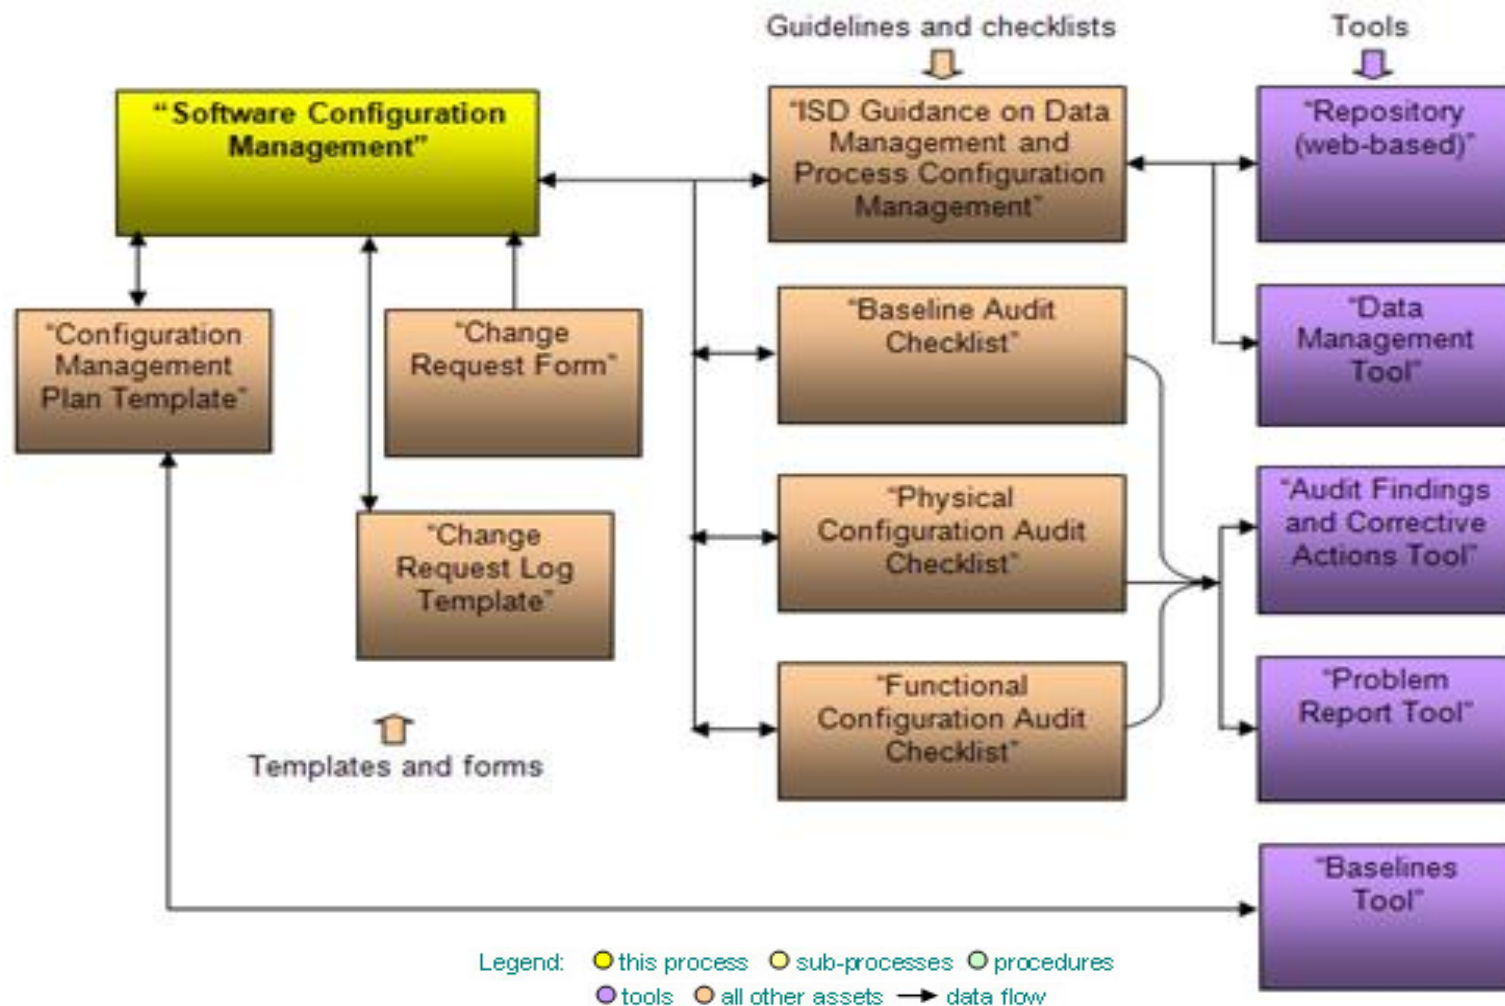 Guidelines and checklists
Tools
“Software Configuration
Management”
“ISD Guidance on Data
Management and
Process Configuration
Management”
“Repository
(web-based)”
“Configuration
Management
Plan Template”
“Change
Request Form”
“Baseline Audit
Checklist”
“Data
Management
Tool”
“Change
Request Log
Template”
“Physical
Configuration Audit
Checklist”
“Audit Findings
and Corrective
Actions Tool”
Templates and forms
“Functional
Configuration Audit
Checklist”
“Problem
Report Tool”
“Baselines
Tool”
Legend: this process sub-processes procedures
tools all other assets data flow